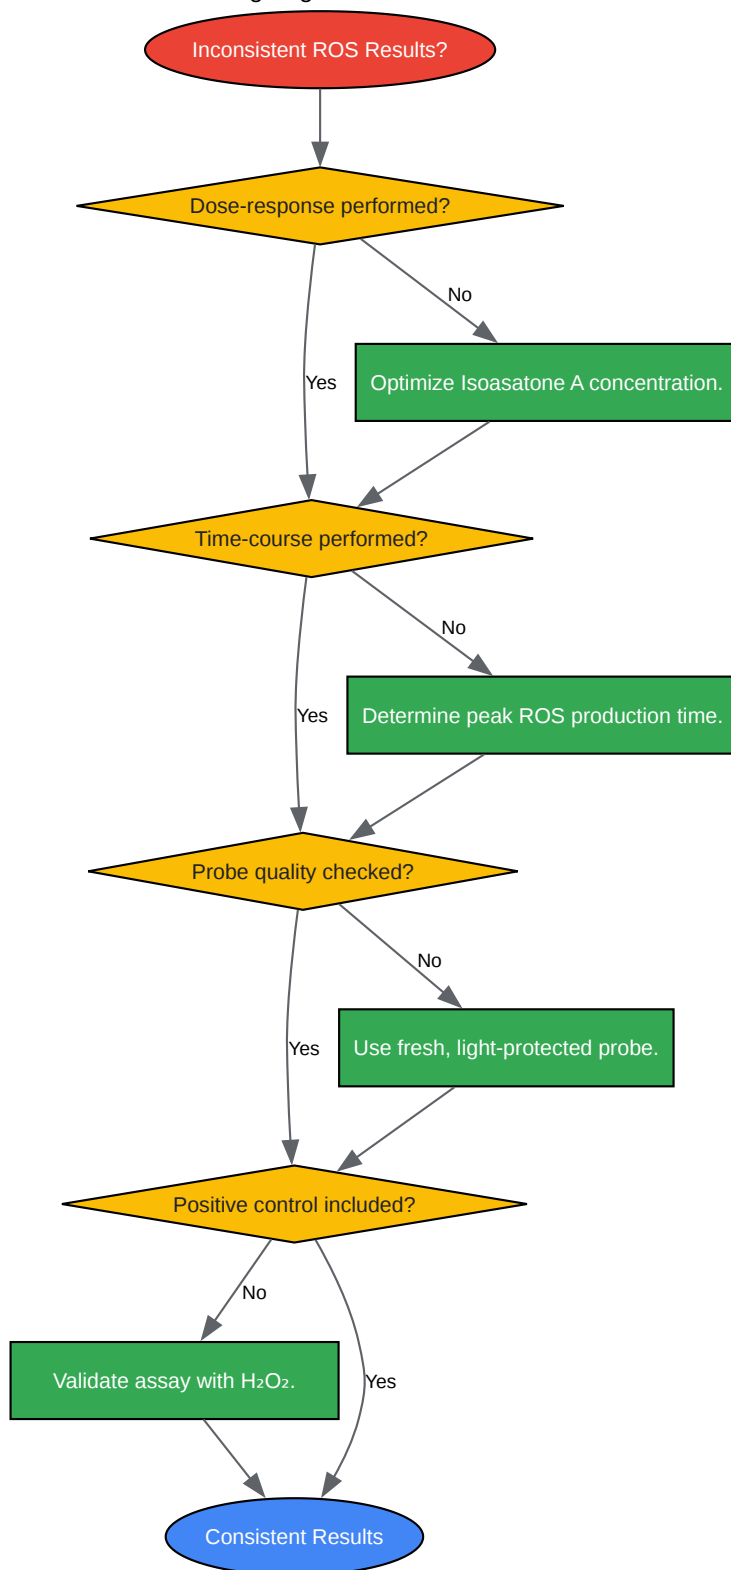 Inconsistent ROS Results?
Dose-response performed?
No
Yes
Optimize Isoasatone A concentration.
Time-course performed?
No
Yes
Determine peak ROS production time.
Probe quality checked?
No
Yes
Use fresh, light-protected probe.
Positive control included?
No
Validate assay with H₂O₂.
Yes
Consistent Results